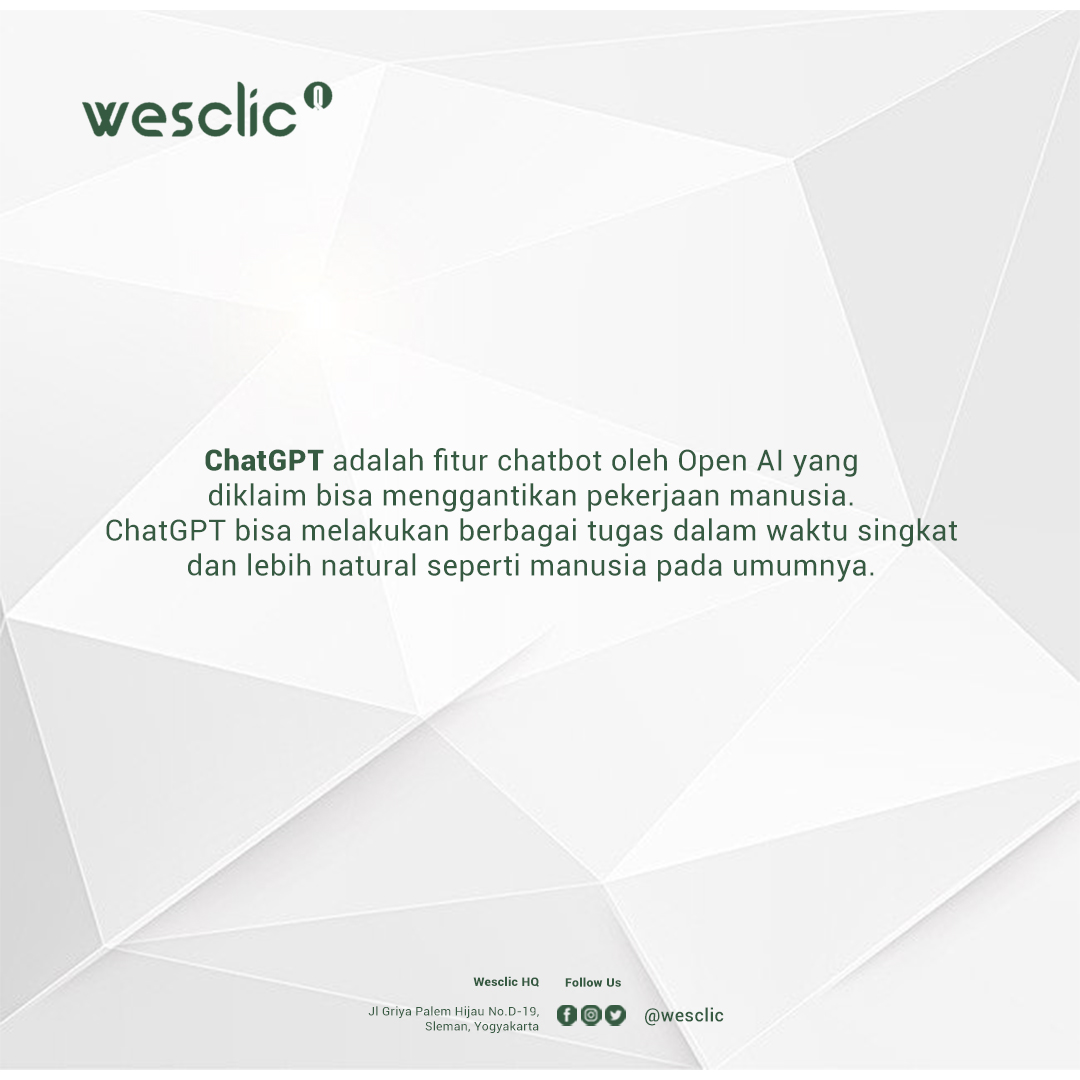 wesclic
ChatGPT adalah fitur chatbot oleh Open AI yang
diklaim bisa menggantikan pekerjaan manusia.
ChatGPT bisa melakukan berbagai tugas dalam waktu singkat
dan lebih natural seperti manusia pada umumnya.
Wesclic HQ
Jl Griya Palem Hijau No.D-19,
Sleman, Yogyakarta
Follow Us
@wesclic